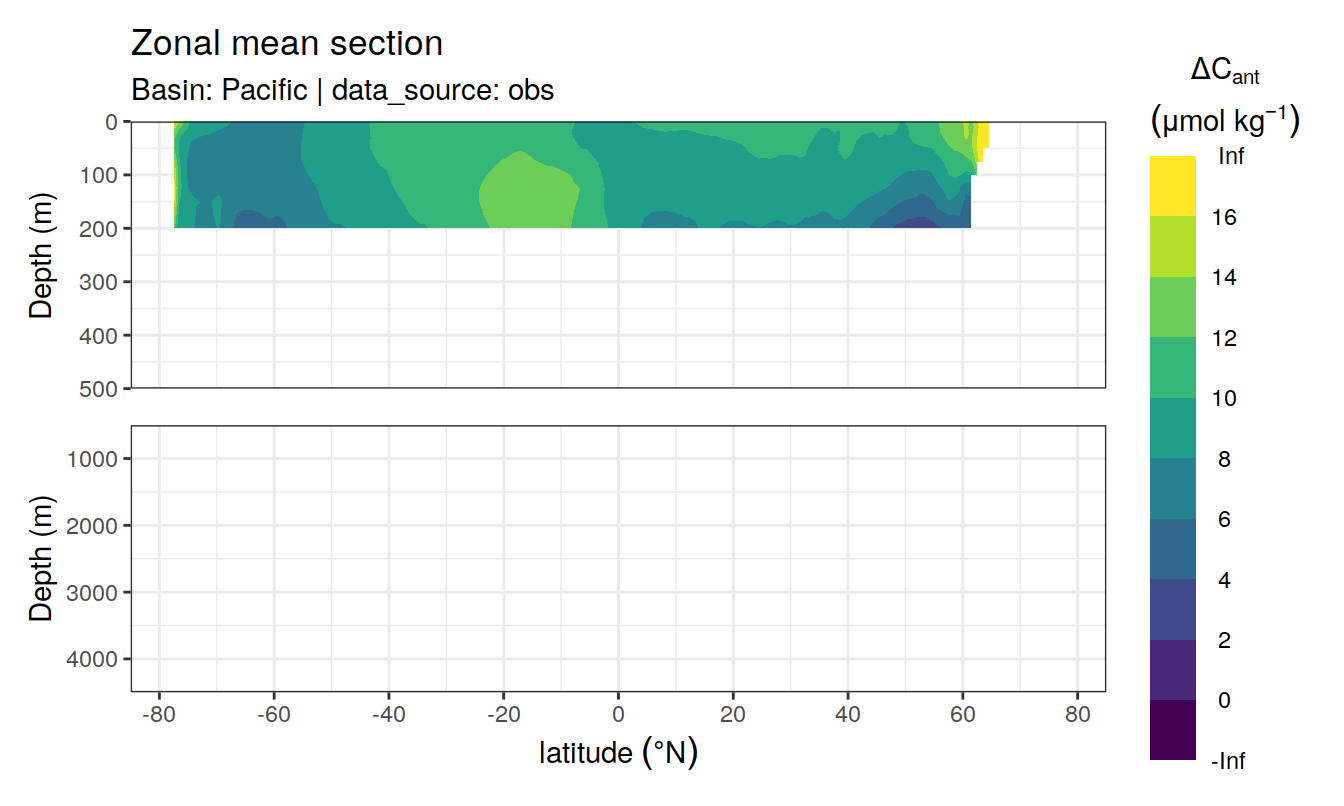 Zonal mean section
Basin: Pacific | data_source: obs
ΔCant
(μmol kg⁻¹)
Inf
16
14
12
10
8
6
4
2
0
-Inf
Depth (m)
0
100
200
300
400
500
Depth (m)
1000
2000
3000
4000
-80 -60 -40 -20 0 20 40 60 80
latitude (°N)